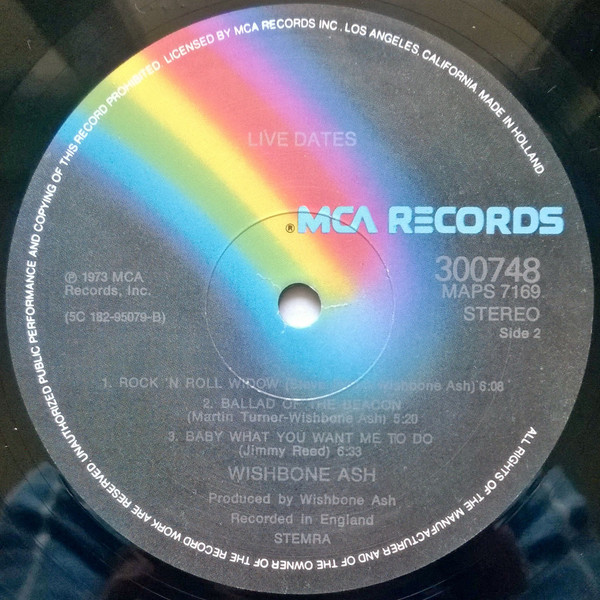 UNAUTHORIZED PUBLIC PERFORMANCE AND COPYING OF THIS RECORD PROHIBITED. LICENSED BY MCA RECORDS INC. LOS ANGELES, CALIFORNIA. MADE IN HOLLAND.
LIVE DATES
® MCA RECORDS
℗ 1973 MCA
Records, Inc.
(5C 182-95079-B)
300748
MAPS 7169
STEREO
Side 2
1. ROCK 'N ROLL WIDOW (Wishbone Ash) 6:08
2. BALLAD OF THE BEACON
(Martin Turner-Wishbone Ash) 5:20
3. BABY WHAT YOU WANT ME TO DO
(Jimmy Reed) 6:33
WISHBONE ASH
Produced by Wishbone Ash
Recorded in England
STEMRA
ALL RIGHTS OF THE MANUFACTURER AND OF THE OWNER OF THE RECORD WORK ARE RESERVED